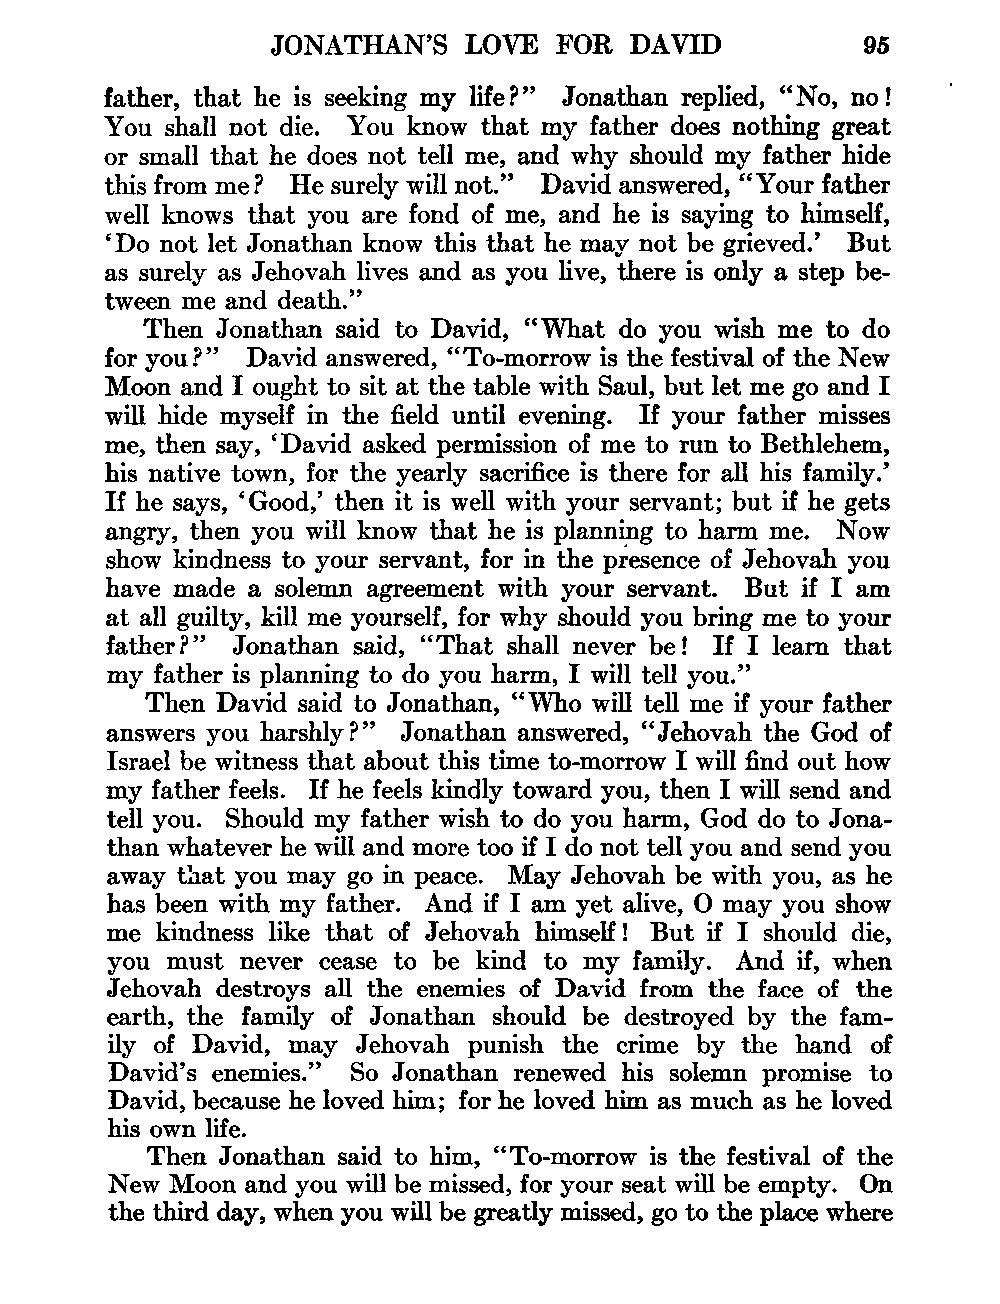 JONATHAN'S LOVE FOR DAVID 95
father, that he is seeking my life?” Jonathan replied, “No, no!
You shall not die. You know that my father does nothing great
or small that he does not tell me, and why should my father hide
this from me? He surely will not.” David answered, “Your father
well knows that you are fond of me, and he is saying to himself,
‘Do not let Jonathan know this that he may not be grieved.’ But
as surely as Jehovah lives and as you live, there is only a step be-
tween me and death.”
Then Jonathan said to David, “What do you wish me to do
for you?” David answered, “To-morrow is the festival of the New
Moon and I ought to sit at the table with Saul, but let me go and I
will hide myself in the field until evening. If your father misses
me, then say, ‘David asked permission of me to run to Bethlehem,
his native town, for the yearly sacrifice is there for all his family.’
If he says, ‘Good,’ then it is well with your servant; but if he gets
angry, then you will know that he is planning to harm me. Now
show kindness to your servant, for in the presence of Jehovah you
have made a solemn agreement with your servant. But if I am
at all guilty, kill me yourself, for why should you bring me to your
father?” Jonathan said, “That shall never be! If I learn that
my father is planning to do you harm, I will tell you.”
Then David said to Jonathan, “Who will tell me if your father
answers you harshly?” Jonathan answered, “Jehovah the God of
Israel be witness that about this time to-morrow I will find out how
my father feels. If he feels kindly toward you, then I will send and
tell you. Should my father wish to do you harm, God do to Jona-
than whatever he will and more too if I do not tell you and send you
away that you may go in peace. May Jehovah be with you, as he
has been with my father. And if I am yet alive, O may you show
me kindness like that of Jehovah himself! But if I should die,
you must never cease to be kind to my family. And if, when
Jehovah destroys all the enemies of David from the face of the
earth, the family of Jonathan should be destroyed by the fam-
ily of David, may Jehovah punish the crime by the hand of
David's enemies.” So Jonathan renewed his solemn promise to
David, because he loved him; for he loved him as much as he loved
his own life.
Then Jonathan said to him, “To-morrow is the festival of the
New Moon and you will be missed, for your seat will be empty. On
the third day, when you will be greatly missed, go to the place where